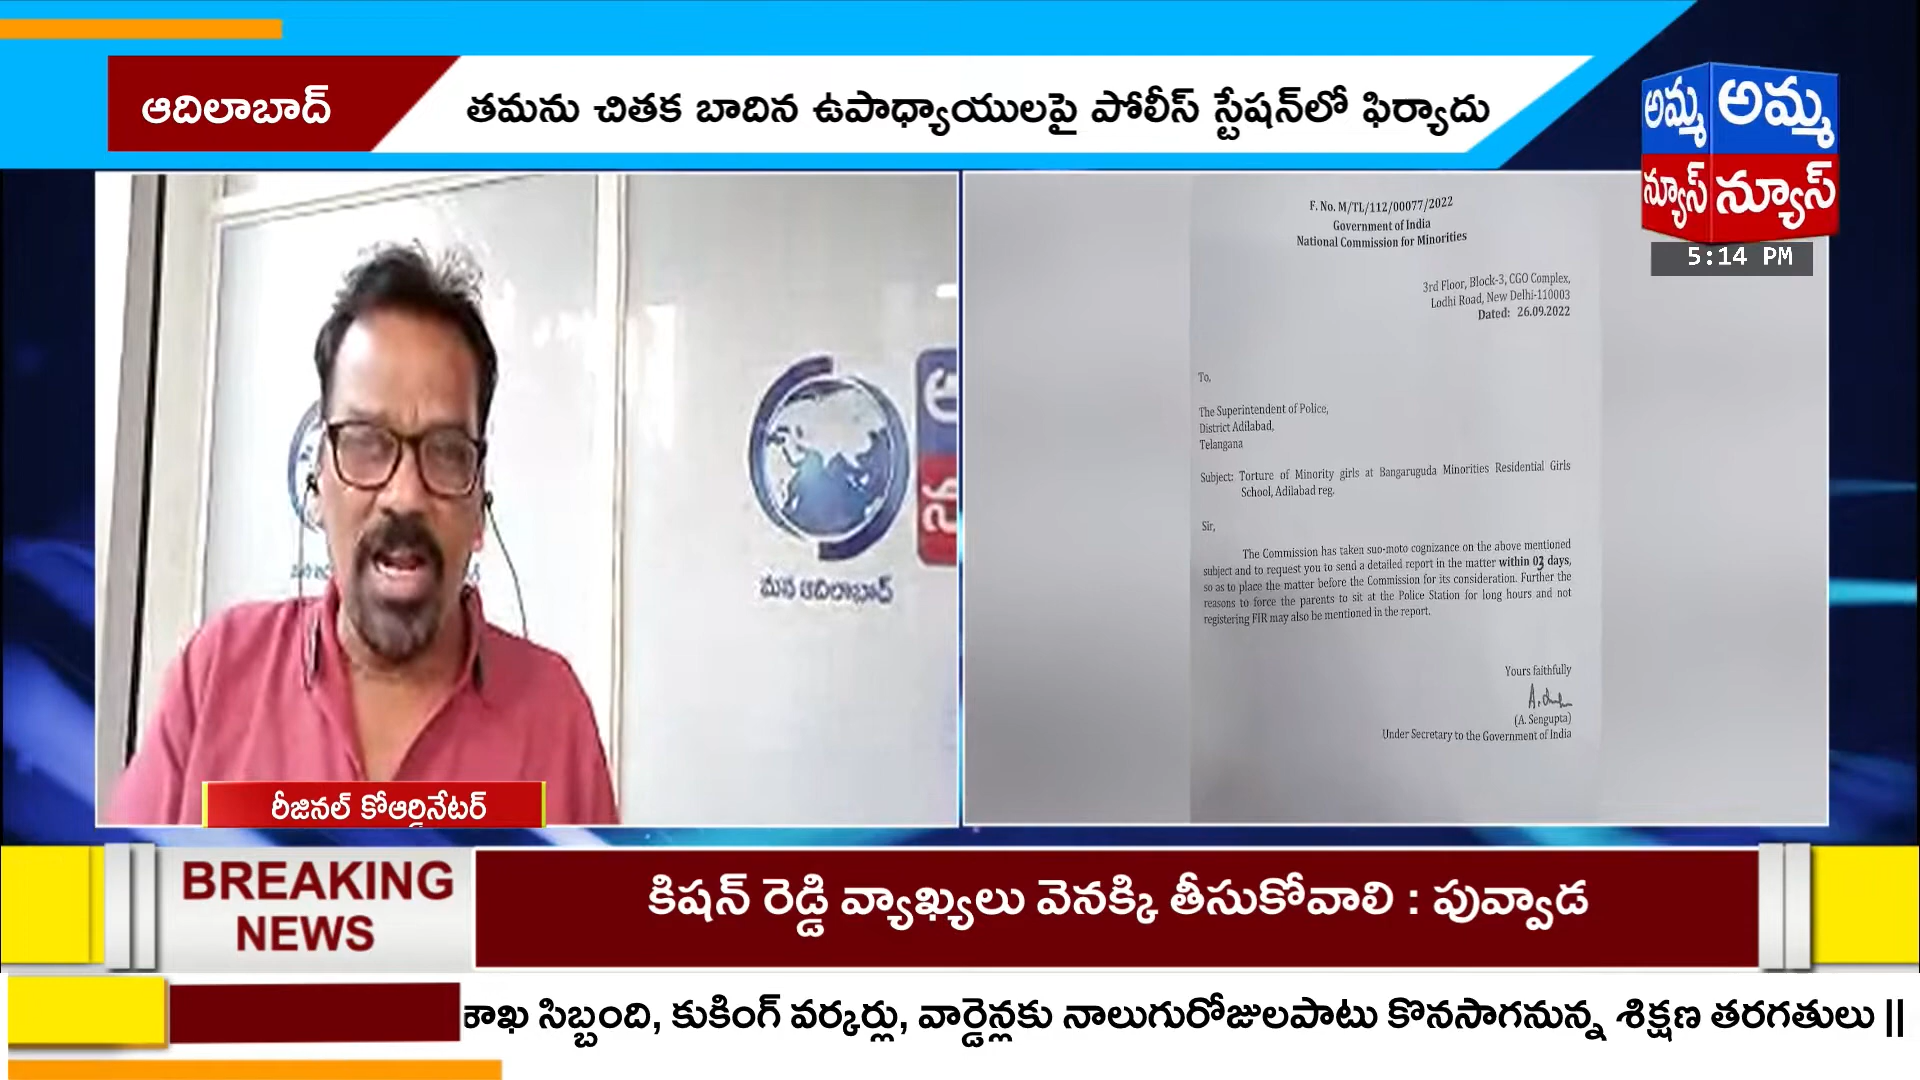 ఆదిలాబాద్
తమను చితక బాదిన ఉపాధ్యాయులపై పోలీస్ స్టేషన్‌లో ఫిర్యాదు
అమ్మ అమ్మ
న్యూస్ న్యూస్
5:14 PM
F. No. M/TL/112/00077/2022
Government of India
National Commission for Minorities
3rd Floor, Block-3, CGO Complex,
Lodhi Road, New Delhi-110003
Dated: 26.09.2022
To,
The Superintendent of Police,
District Adilabad,
Telangana
Subject: Torture of Minority girls at Bangaruguda Minorities Residential Girls
School, Adilabad reg.
Sir,
The Commission has taken suo-moto cognizance on the above mentioned
subject and to request you to send a detailed report in the matter within 03 days,
so as to place the matter before the Commission for its consideration. Further the
reasons to force the parents to sit at the Police Station for long hours and not
registering FIR may also be mentioned in the report.
Yours faithfully
(A. Sengupta)
Under Secretary to the Government of India
మన ఆదిలాబాద్
రీజినల్ కోఆర్డినేటర్
BREAKING
NEWS
కిషన్ రెడ్డి వ్యాఖ్యలు వెనక్కి తీసుకోవాలి : పువ్వాడ
శాఖ సిబ్బంది, కుకింగ్ వర్కర్లు, వార్డెన్లకు నాలుగురోజులపాటు కొనసాగనున్న శిక్షణ తరగతులు ||